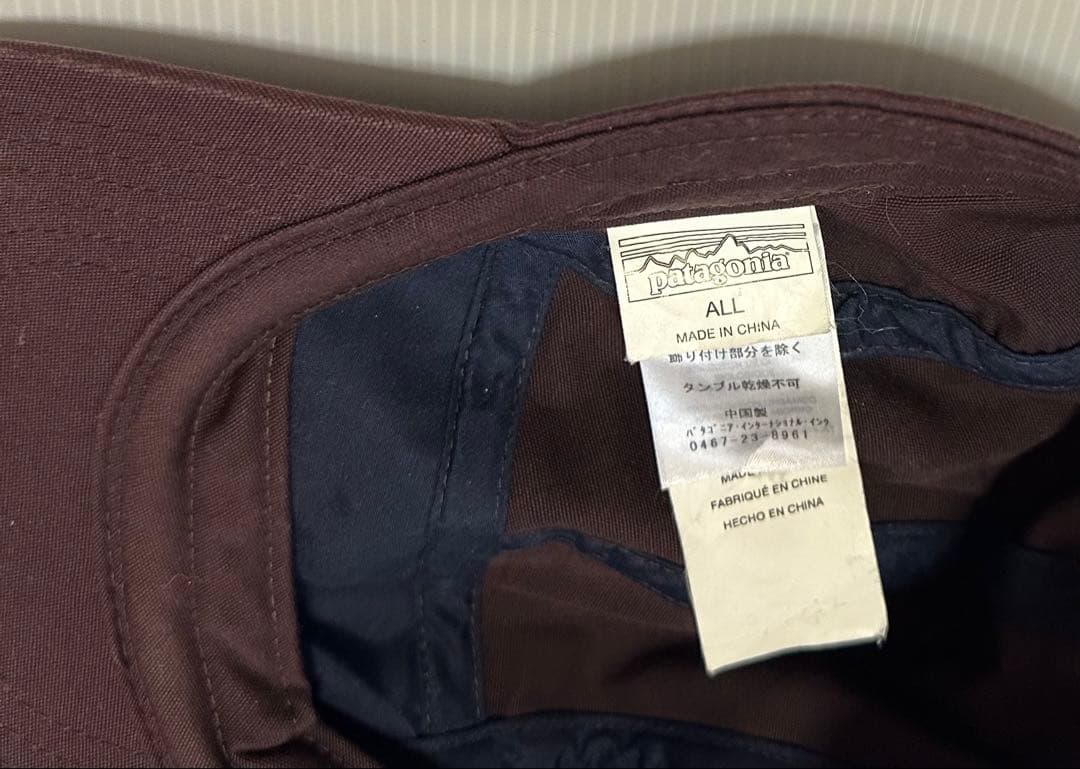 patagonia
ALL
MADE IN CHINA
飾り付け部分を除く
タンブル乾燥不可
中国製
パタゴニア・インターナショナル・インク
0467-23-8961
MADE
FABRIQUÉ EN CHINE
HECHO EN CHINA